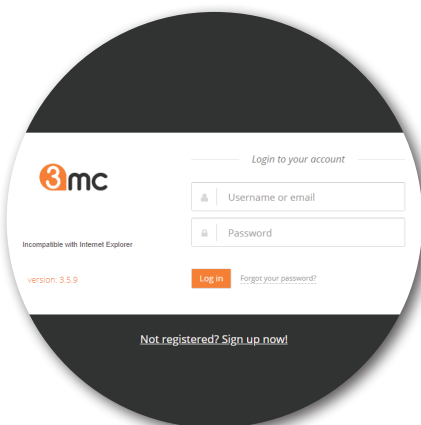 Login to your account
3mc
Username or email
Password
Incompatible with Internet Explorer
version: 3.5.9
Log in
Forgot your password?
Not registered? Sign up now!